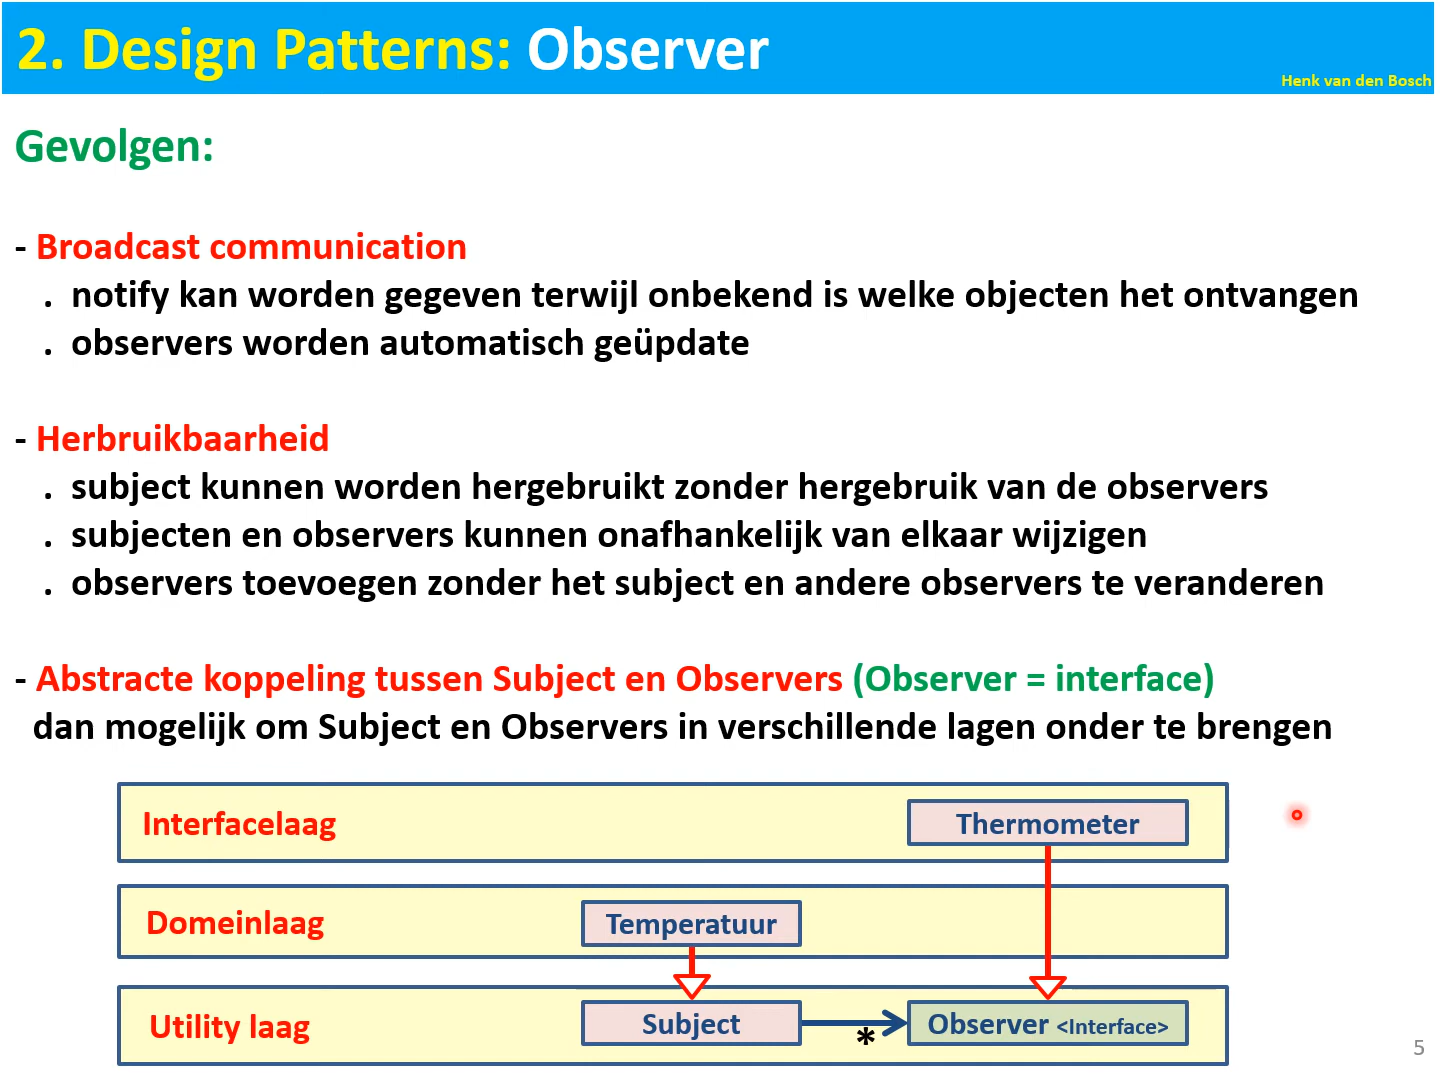 2. Design Patterns: Observer
Henk van den Bosch
Gevolgen:
- Broadcast communication
. notify kan worden gegeven terwijl onbekend is welke objecten het ontvangen
. observers worden automatisch geüpdate
- Herbruikbaarheid
. subject kunnen worden hergebruikt zonder hergebruik van de observers
. subjecten en observers kunnen onafhankelijk van elkaar wijzigen
. observers toevoegen zonder het subject en andere observers te veranderen
- Abstracte koppeling tussen Subject en Observers (Observer = interface)
dan mogelijk om Subject en Observers in verschillende lagen onder te brengen
Interfacelaag
Thermometer
Domeinlaag
Temperatuur
Utility laag
Subject
*
Observer <Interface>
5